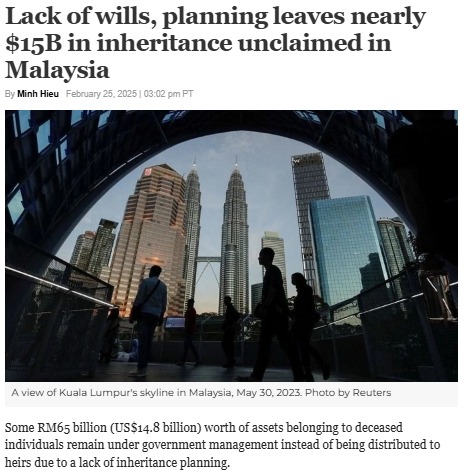 Lack of wills, planning leaves nearly
$15B in inheritance unclaimed in
Malaysia
By Minh Hieu   February 25, 2025 | 03:02 pm PT
A view of Kuala Lumpur's skyline in Malaysia, May 30, 2023. Photo by Reuters
Some RM65 billion (US$14.8 billion) worth of assets belonging to deceased
individuals remain under government management instead of being distributed to
heirs due to a lack of inheritance planning.